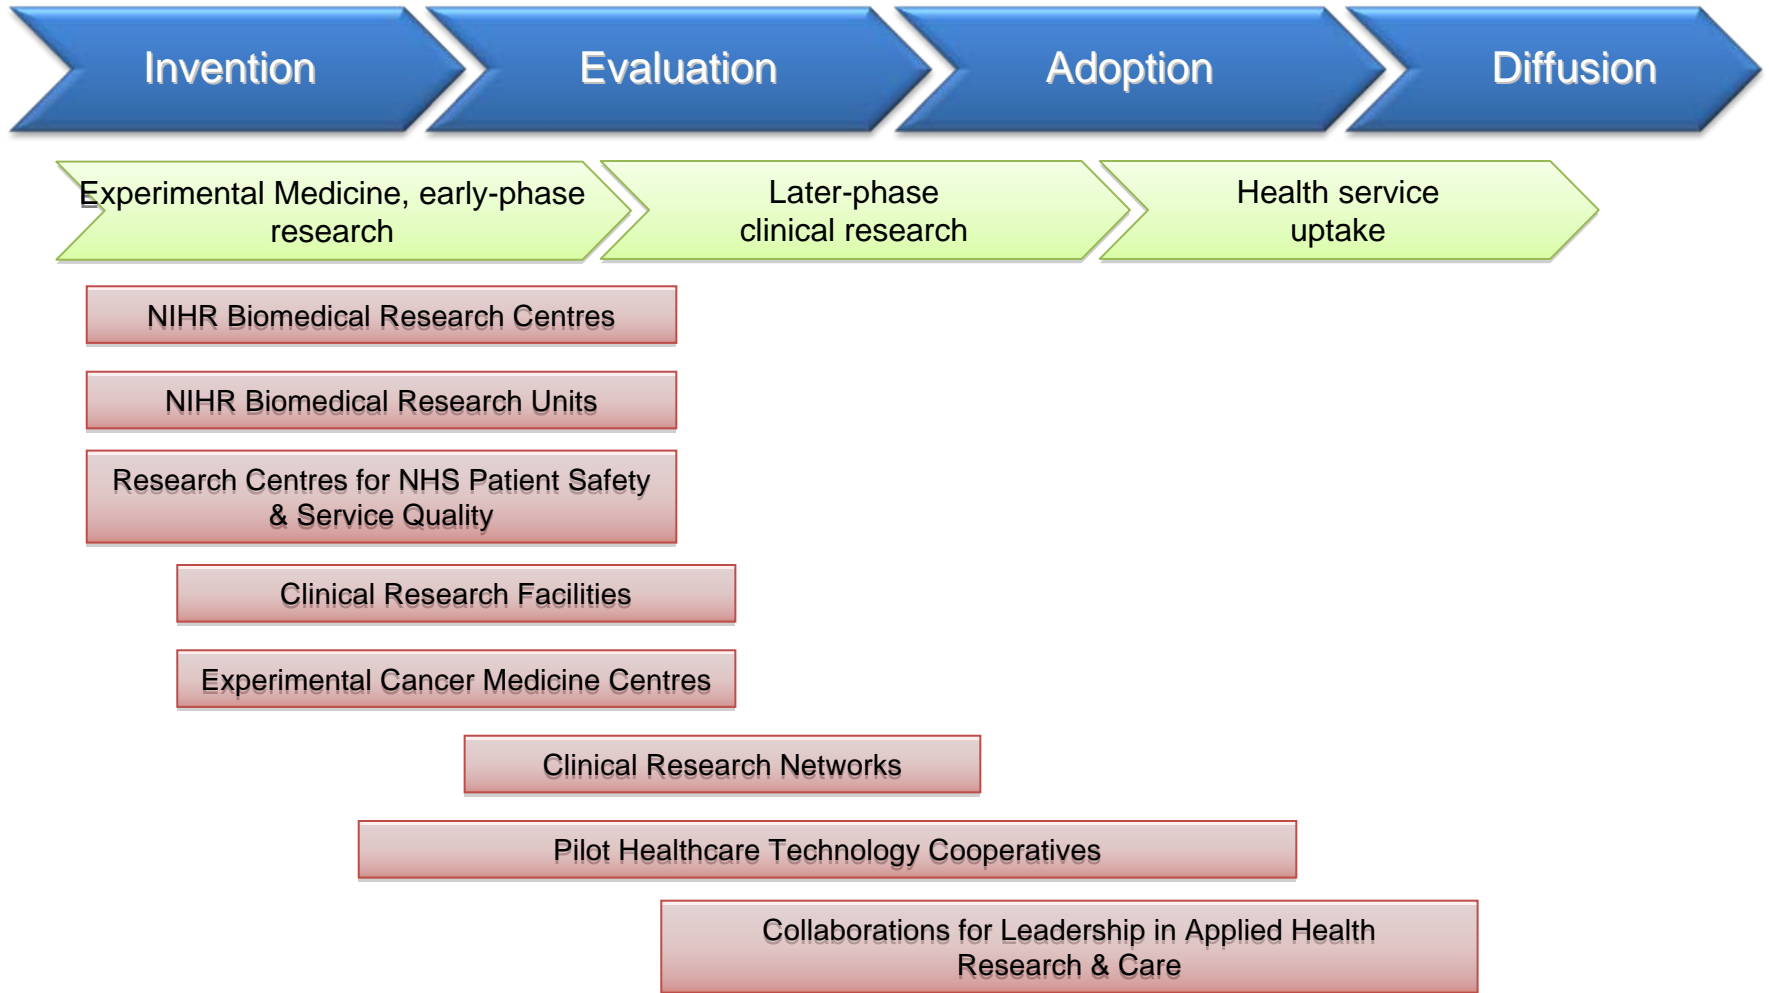 Invention
Evaluation
Adoption
Diffusion
Experimental Medicine, early-phase
research
Later-phase
clinical research
Health service
uptake
NIHR Biomedical Research Centres
NIHR Biomedical Research Units
Research Centres for NHS Patient Safety
& Service Quality
Clinical Research Facilities
Experimental Cancer Medicine Centres
Clinical Research Networks
Pilot Healthcare Technology Cooperatives
Collaborations for Leadership in Applied Health
Research & Care